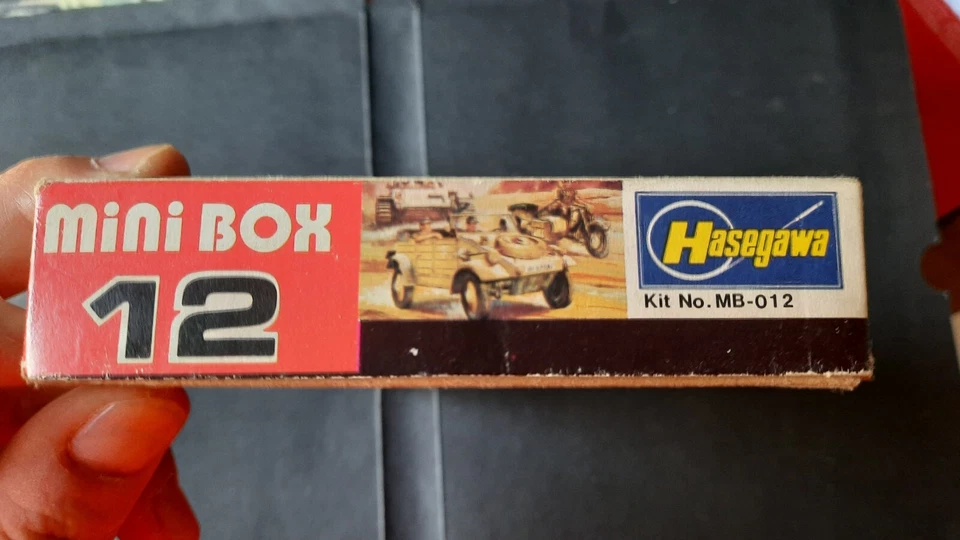 mini BOX
12
Hasegawa
Kit No. MB-012